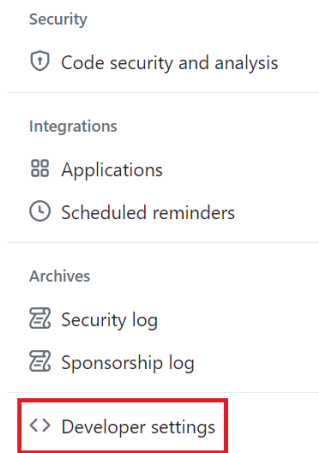 Security
Code security and analysis
Integrations
Applications
Scheduled reminders
Archives
Security log
Sponsorship log
Developer settings